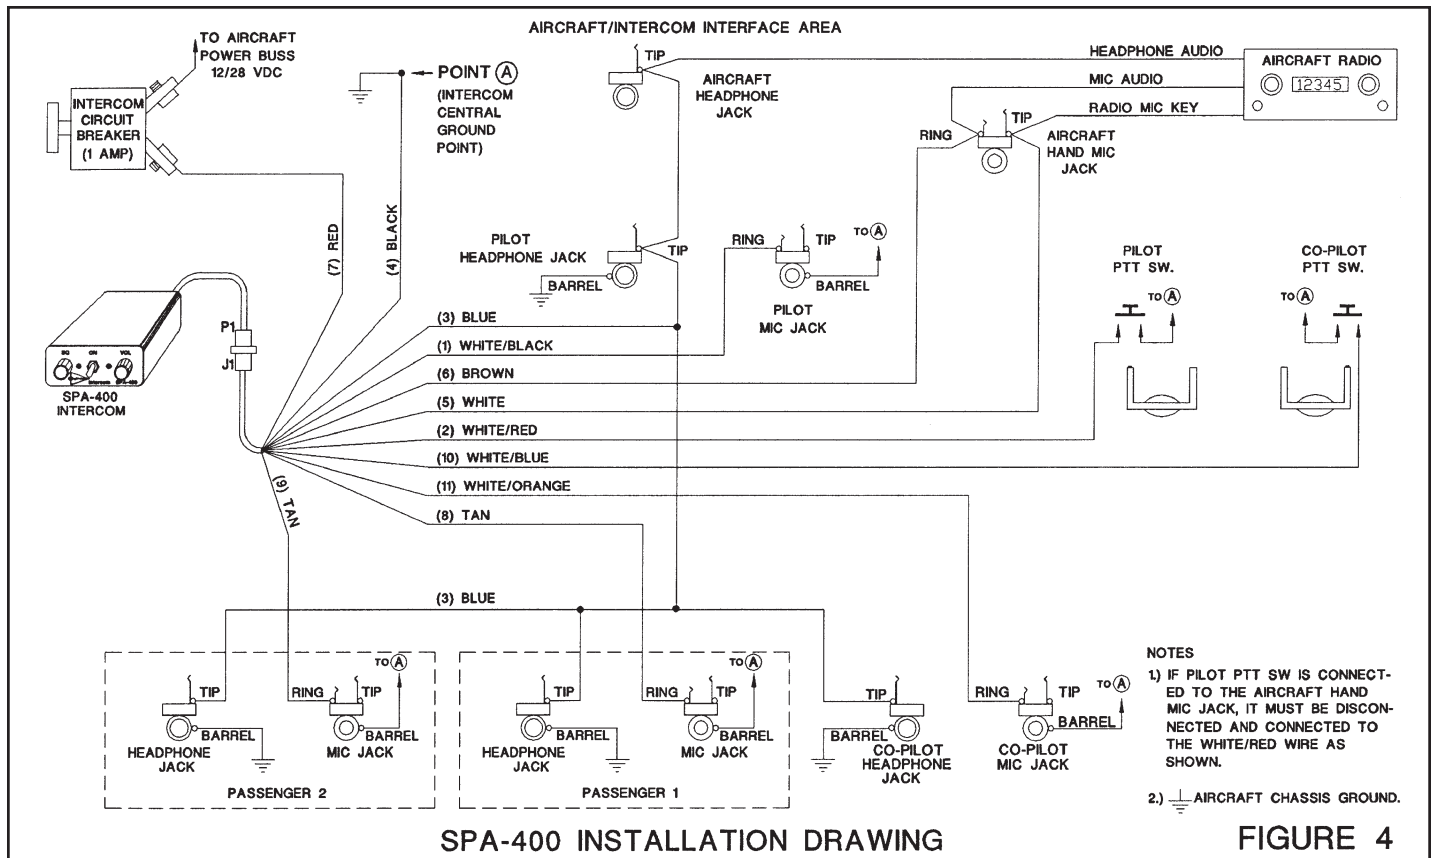 AIRCRAFT/INTERCOM INTERFACE AREA
TO AIRCRAFT
POWER BUSS
12/28 VDC
INTERCOM
CIRCUIT
BREAKER
(1 AMP)
POINT A
(INTERCOM
CENTRAL
GROUND
POINT)
TIP
AIRCRAFT
HEADPHONE
JACK
HEADPHONE AUDIO
MIC AUDIO
RADIO MIC KEY
AIRCRAFT RADIO
12345
RING
TIP
AIRCRAFT
HAND MIC
JACK
(7) RED
(4) BLACK
PILOT
HEADPHONE JACK
TIP
BARREL
RING
TIP
TO A
BARREL
PILOT
MIC JACK
PILOT
PTT SW.
TO A
CO-PILOT
PTT SW.
TO A
P1
J1
SQ
ON
VOL
Intercom
SPA-400
SPA-400
INTERCOM
(3) BLUE
(1) WHITE/BLACK
(6) BROWN
(5) WHITE
(2) WHITE/RED
(10) WHITE/BLUE
(11) WHITE/ORANGE
(8) TAN
(9) TAN
(3) BLUE
TIP
BARREL
HEADPHONE
JACK
RING
TIP
TO A
BARREL
MIC JACK
PASSENGER 2
TIP
BARREL
HEADPHONE
JACK
RING
TIP
TO A
BARREL
MIC JACK
PASSENGER 1
TIP
BARREL
CO-PILOT
HEADPHONE
JACK
RING
TIP
TO A
BARREL
CO-PILOT
MIC JACK
NOTES
1.) IF PILOT PTT SW IS CONNECT-
ED TO THE AIRCRAFT HAND
MIC JACK, IT MUST BE DISCON-
NECTED AND CONNECTED TO
THE WHITE/RED WIRE AS
SHOWN.
2.) AIRCRAFT CHASSIS GROUND.
SPA-400 INSTALLATION DRAWING
FIGURE 4